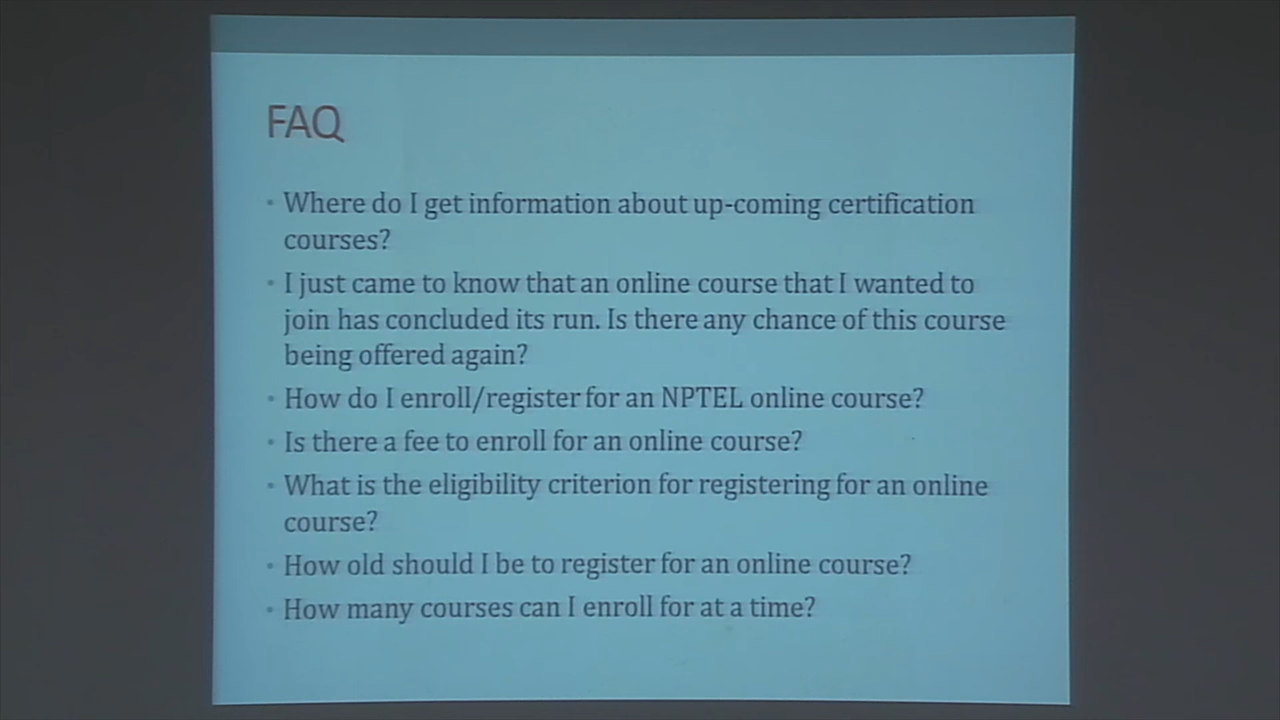 FAQ
• Where do I get information about up-coming certification
courses?
• I just came to know that an online course that I wanted to
join has concluded its run. Is there any chance of this course
being offered again?
• How do I enroll/register for an NPTEL online course?
• Is there a fee to enroll for an online course?
• What is the eligibility criterion for registering for an online
course?
• How old should I be to register for an online course?
• How many courses can I enroll for at a time?